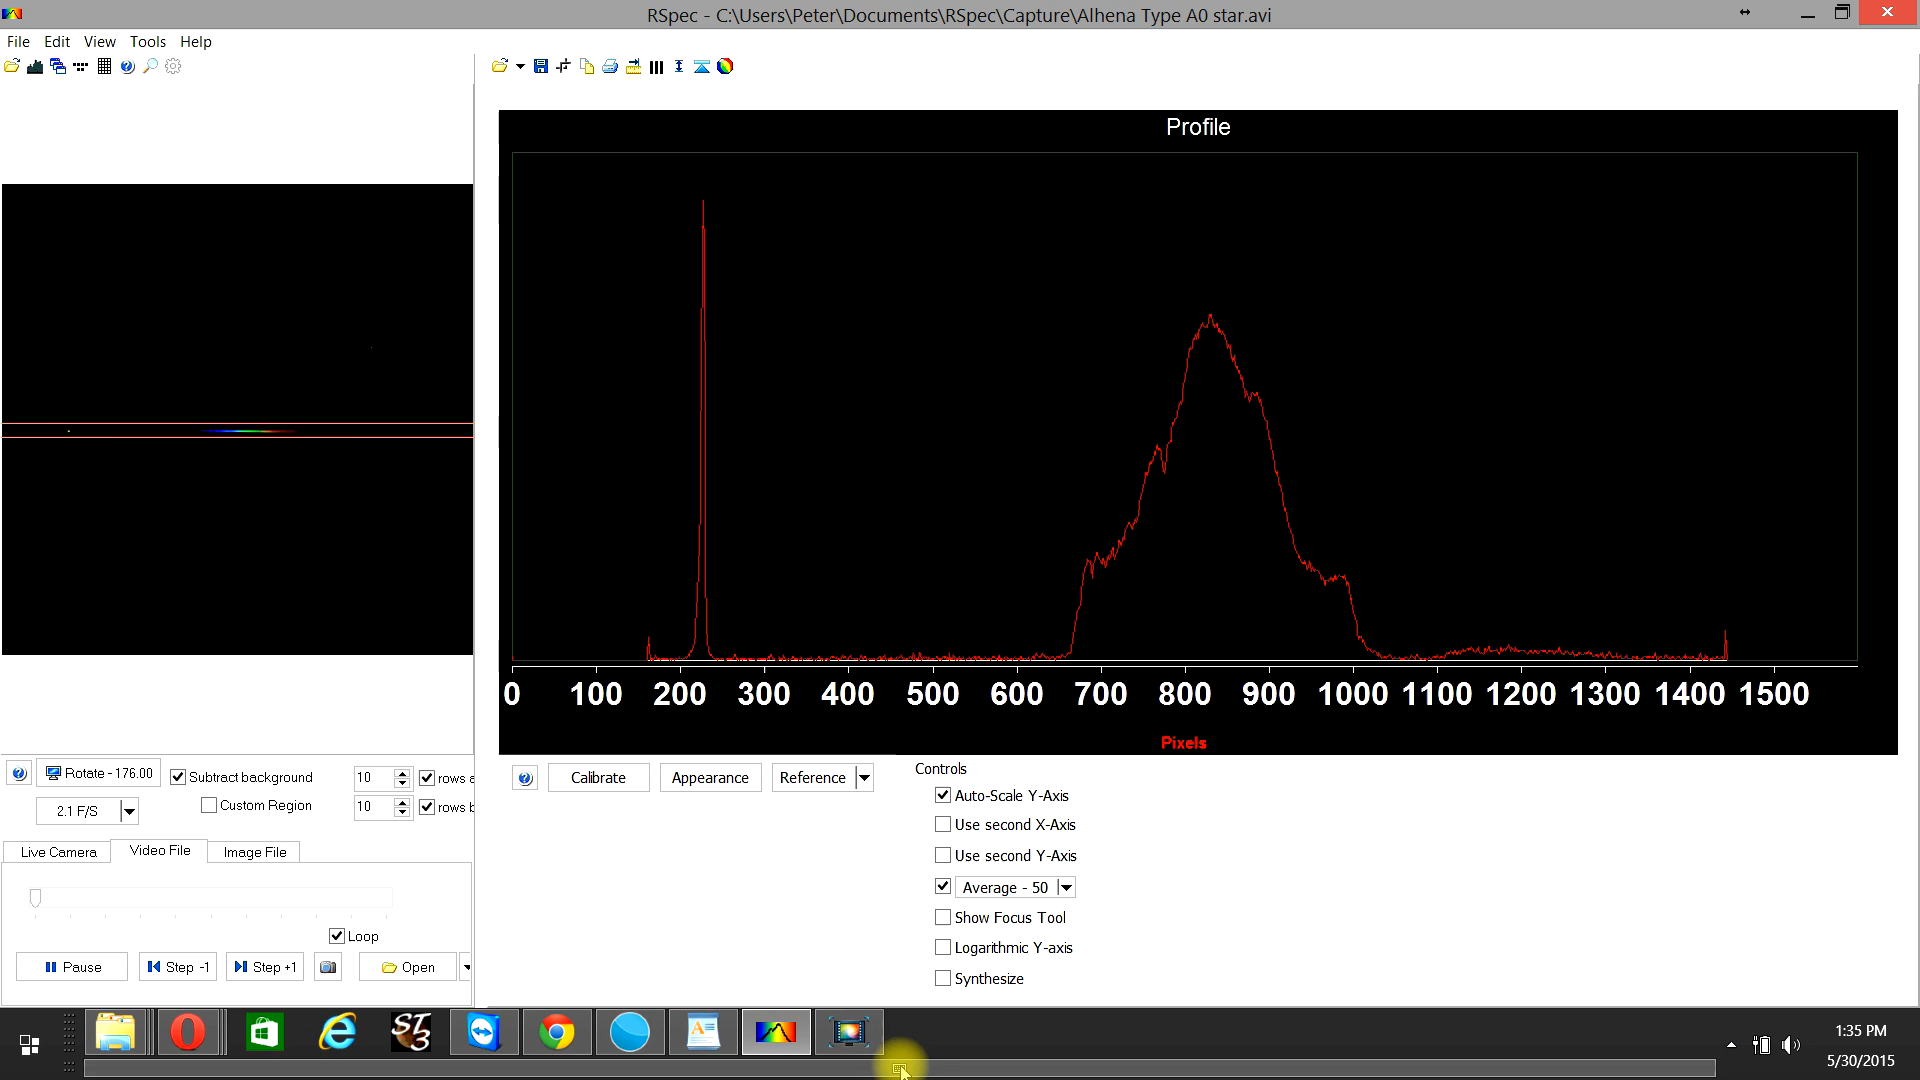 RSpec - C:\Users\Peter\Documents\RSpec\Capture\Alhena Type A0 star.avi
File Edit View Tools Help
Profile
0 100 200 300 400 500 600 700 800 900 1000 1100 1200 1300 1400 1500
Pixels
Rotate - 176.00
Subtract background
10
rows a
2.1 F/S
Custom Region
10
rows b
Live Camera
Video File
Image File
Loop
Pause
Step -1
Step +1
Open
Calibrate
Appearance
Reference
Controls
Auto-Scale Y-Axis
Use second X-Axis
Use second Y-Axis
Average - 50
Show Focus Tool
Logarithmic Y-axis
Synthesize
1:35 PM
5/30/2015